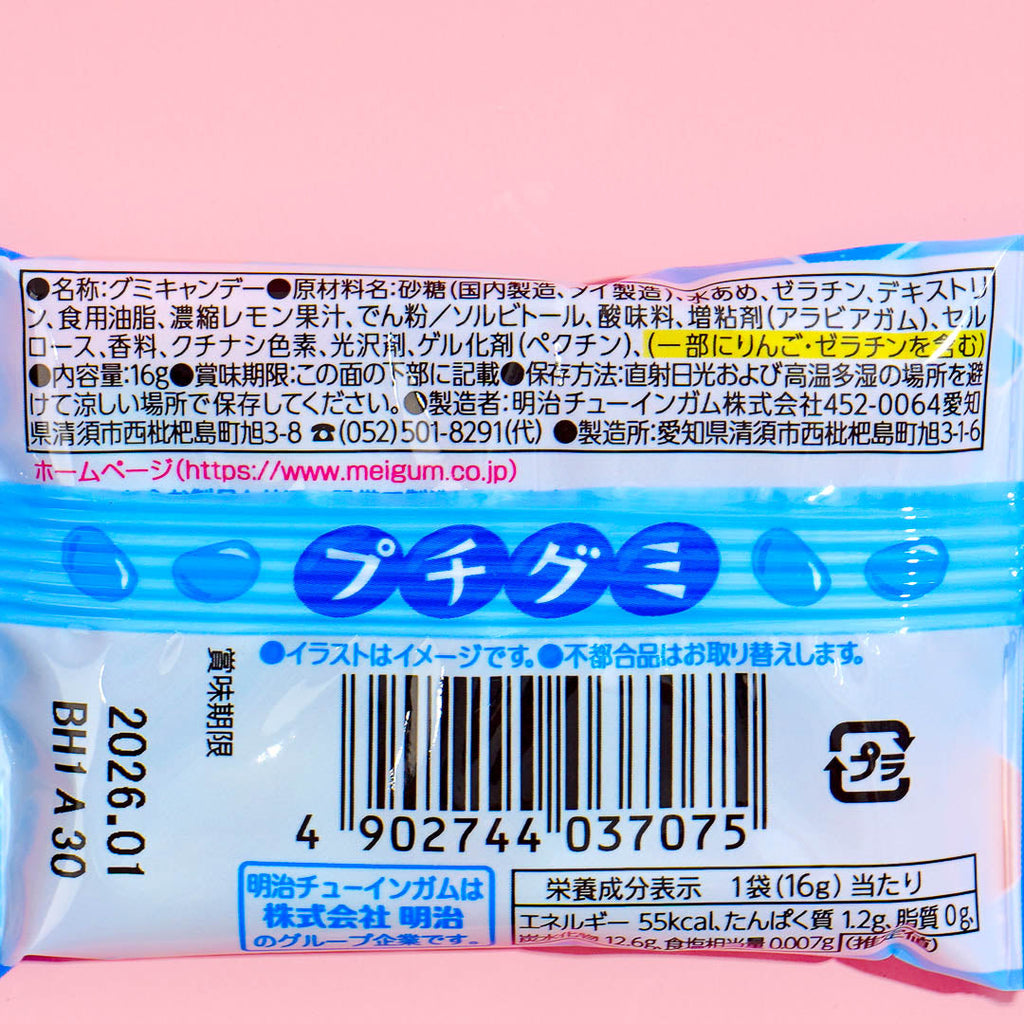 ●名称:グミキャンデー●原材料名:砂糖(国内製造、タイ製造)、水あめ、ゼラチン、デキストリ
ン、食用油脂、濃縮レモン果汁、でん粉/ソルビトール、酸味料、増粘剤(アラビアガム)、セル
ロース、香料、クチナシ色素、光沢剤、ゲル化剤(ペクチン)、(一部にりんご・ゼラチンを含む)
●内容量:16g●賞味期限:この面の下部に記載●保存方法:直射日光および高温多湿の場所を避
けて涼しい場所で保存してください。●製造者:明治チューインガム株式会社452-0064愛知
県清須市西枇杷島町旭3-8 ☎(052)501-8291(代) ●製造所:愛知県清須市西枇杷島町旭3-1-6
ホームページ(https://www.meigum.co.jp)
プチグミ
●イラストはイメージです。●不都合品はお取り替えします。
賞味期限
2026.01
BH1 A 30
4 902744 037075
プラ
明治チューインガムは
株式会社 明治
のグループ企業です。
栄養成分表示 1袋(16g)当たり
エネルギー 55kcal、たんぱく質 1.2g、脂質 0g、
炭水化物 12.6g、食塩相当量 0.007g (推定値)